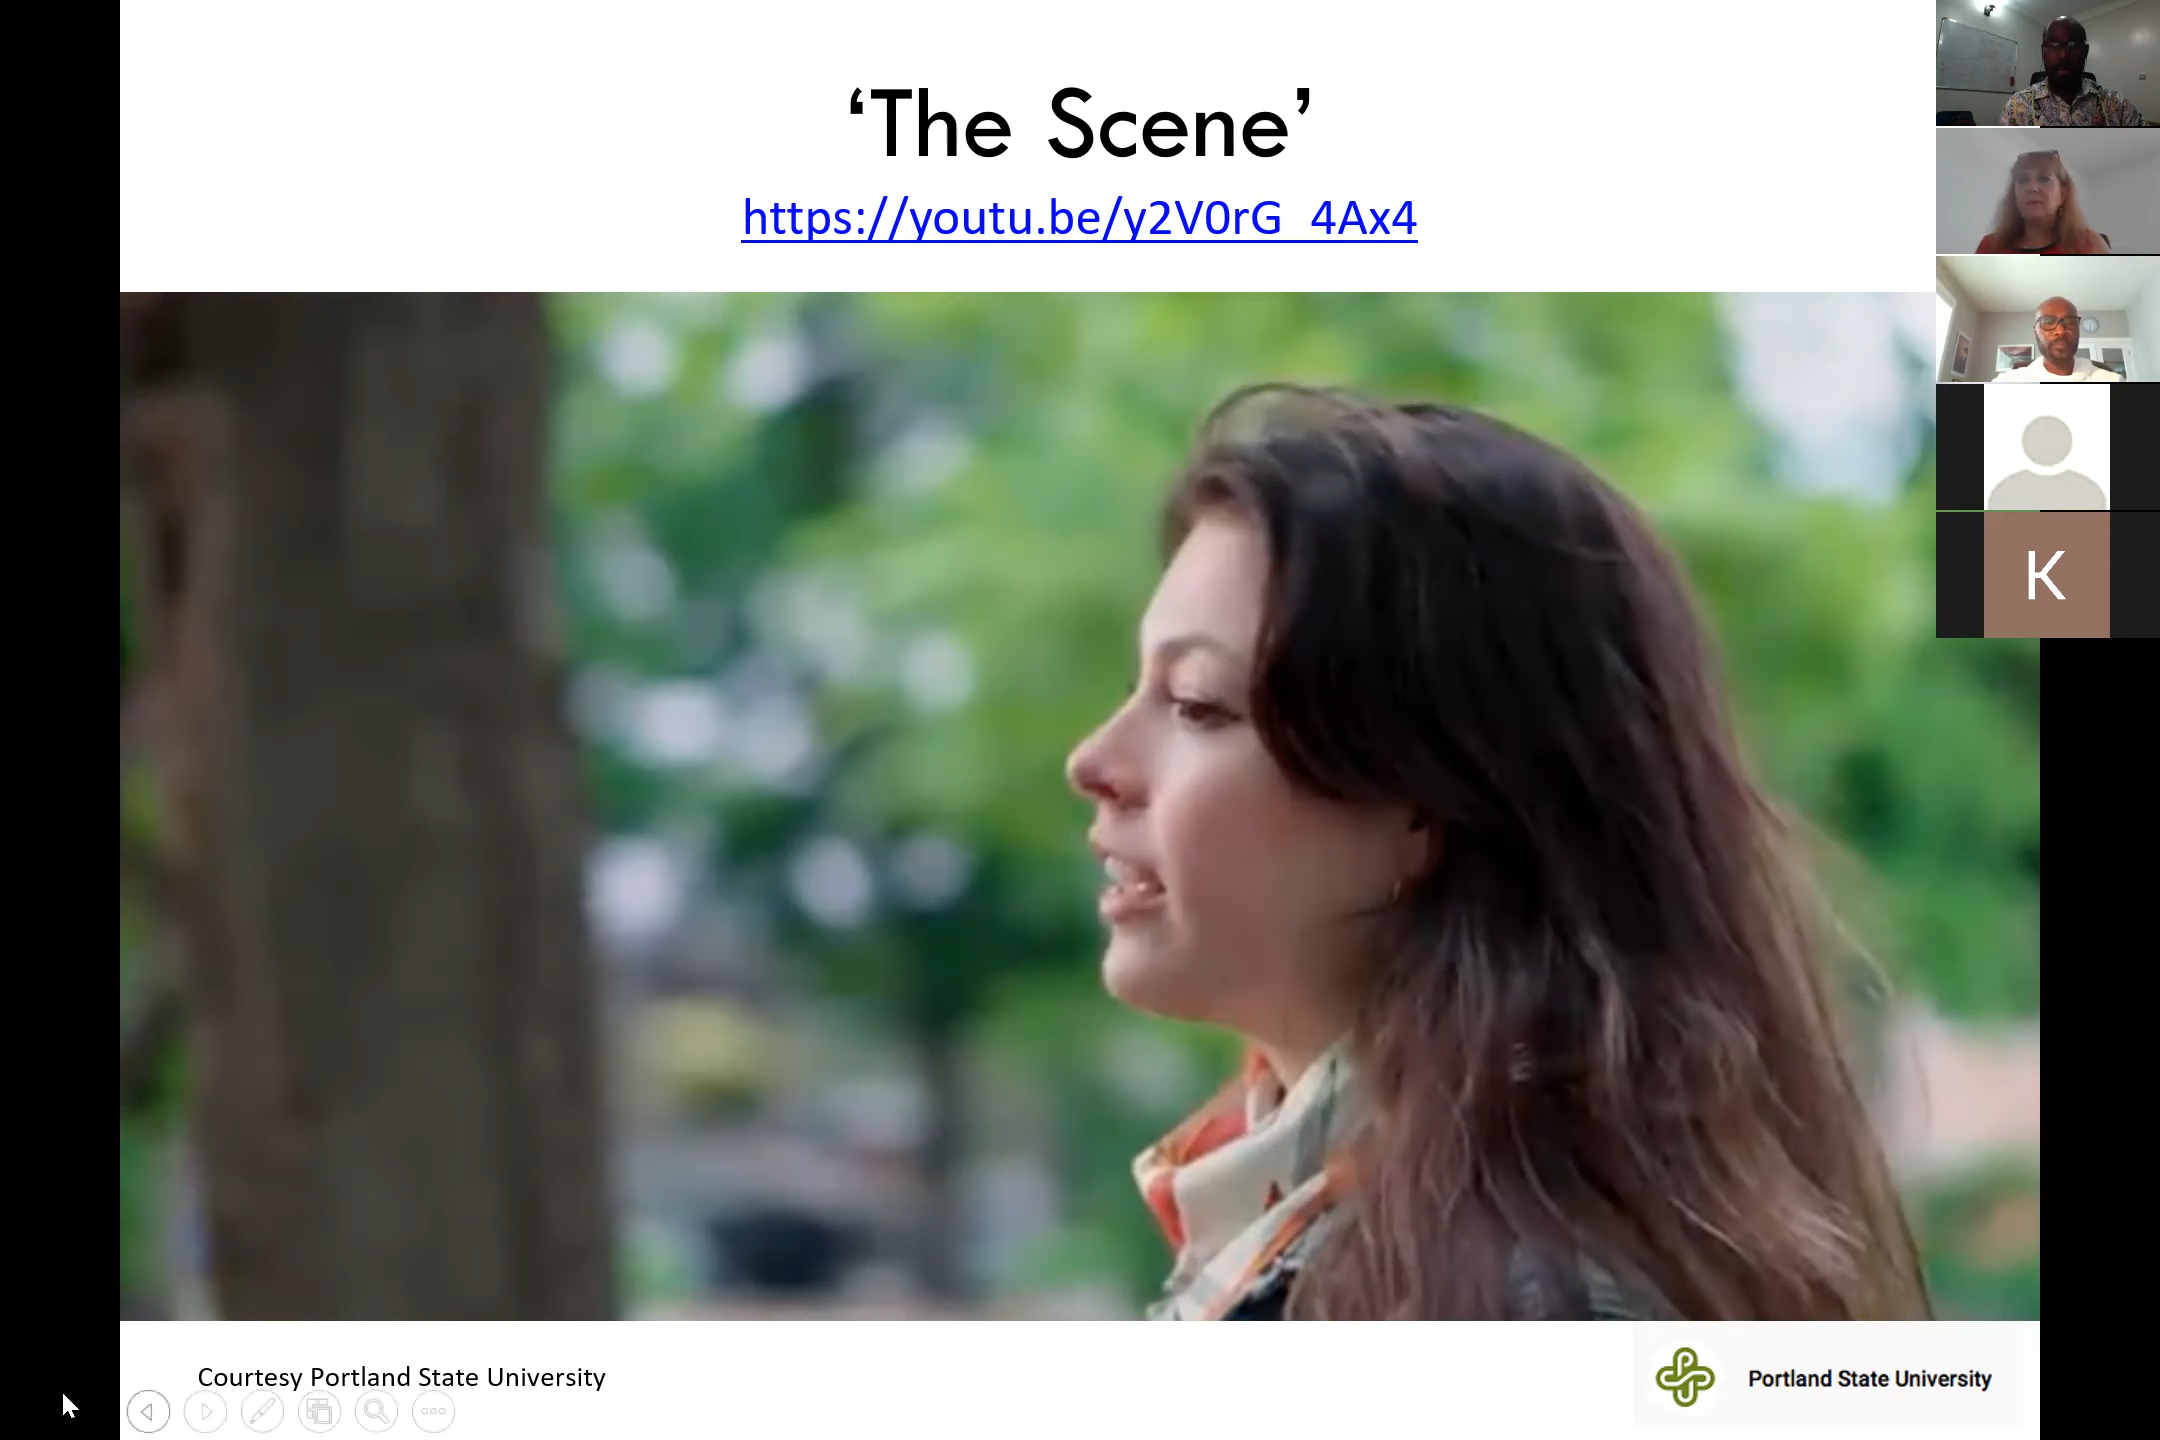 ‘The Scene’
https://youtu.be/y2V0rG_4Ax4
K
Courtesy Portland State University
Portland State University